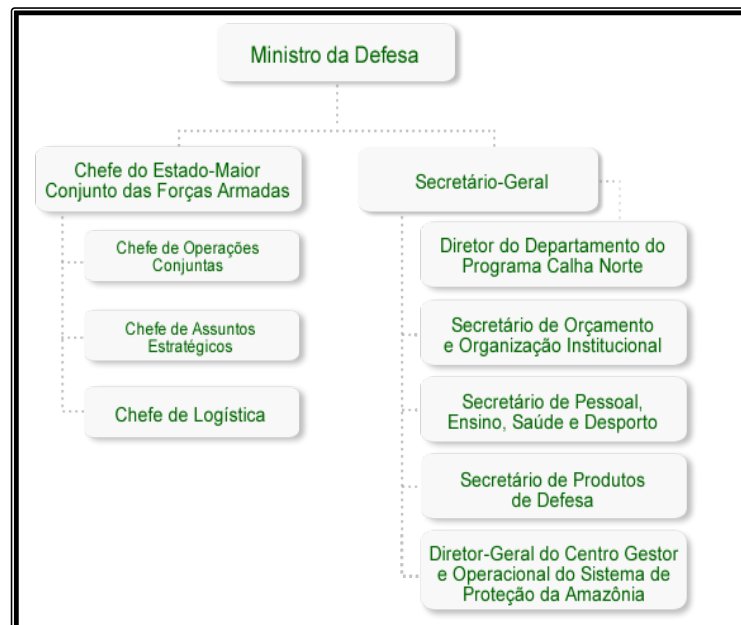 Ministro da Defesa
Chefe do Estado-Maior
Conjunto das Forças Armadas
Chefe de Operações
Conjuntas
Chefe de Assuntos
Estratégicos
Chefe de Logística
Secretário-Geral
Diretor do Departamento do
Programa Calha Norte
Secretário de Orçamento
e Organização Institucional
Secretário de Pessoal,
Ensino, Saúde e Desporto
Secretário de Produtos
de Defesa
Diretor-Geral do Centro Gestor
e Operacional do Sistema de
Proteção da Amazônia